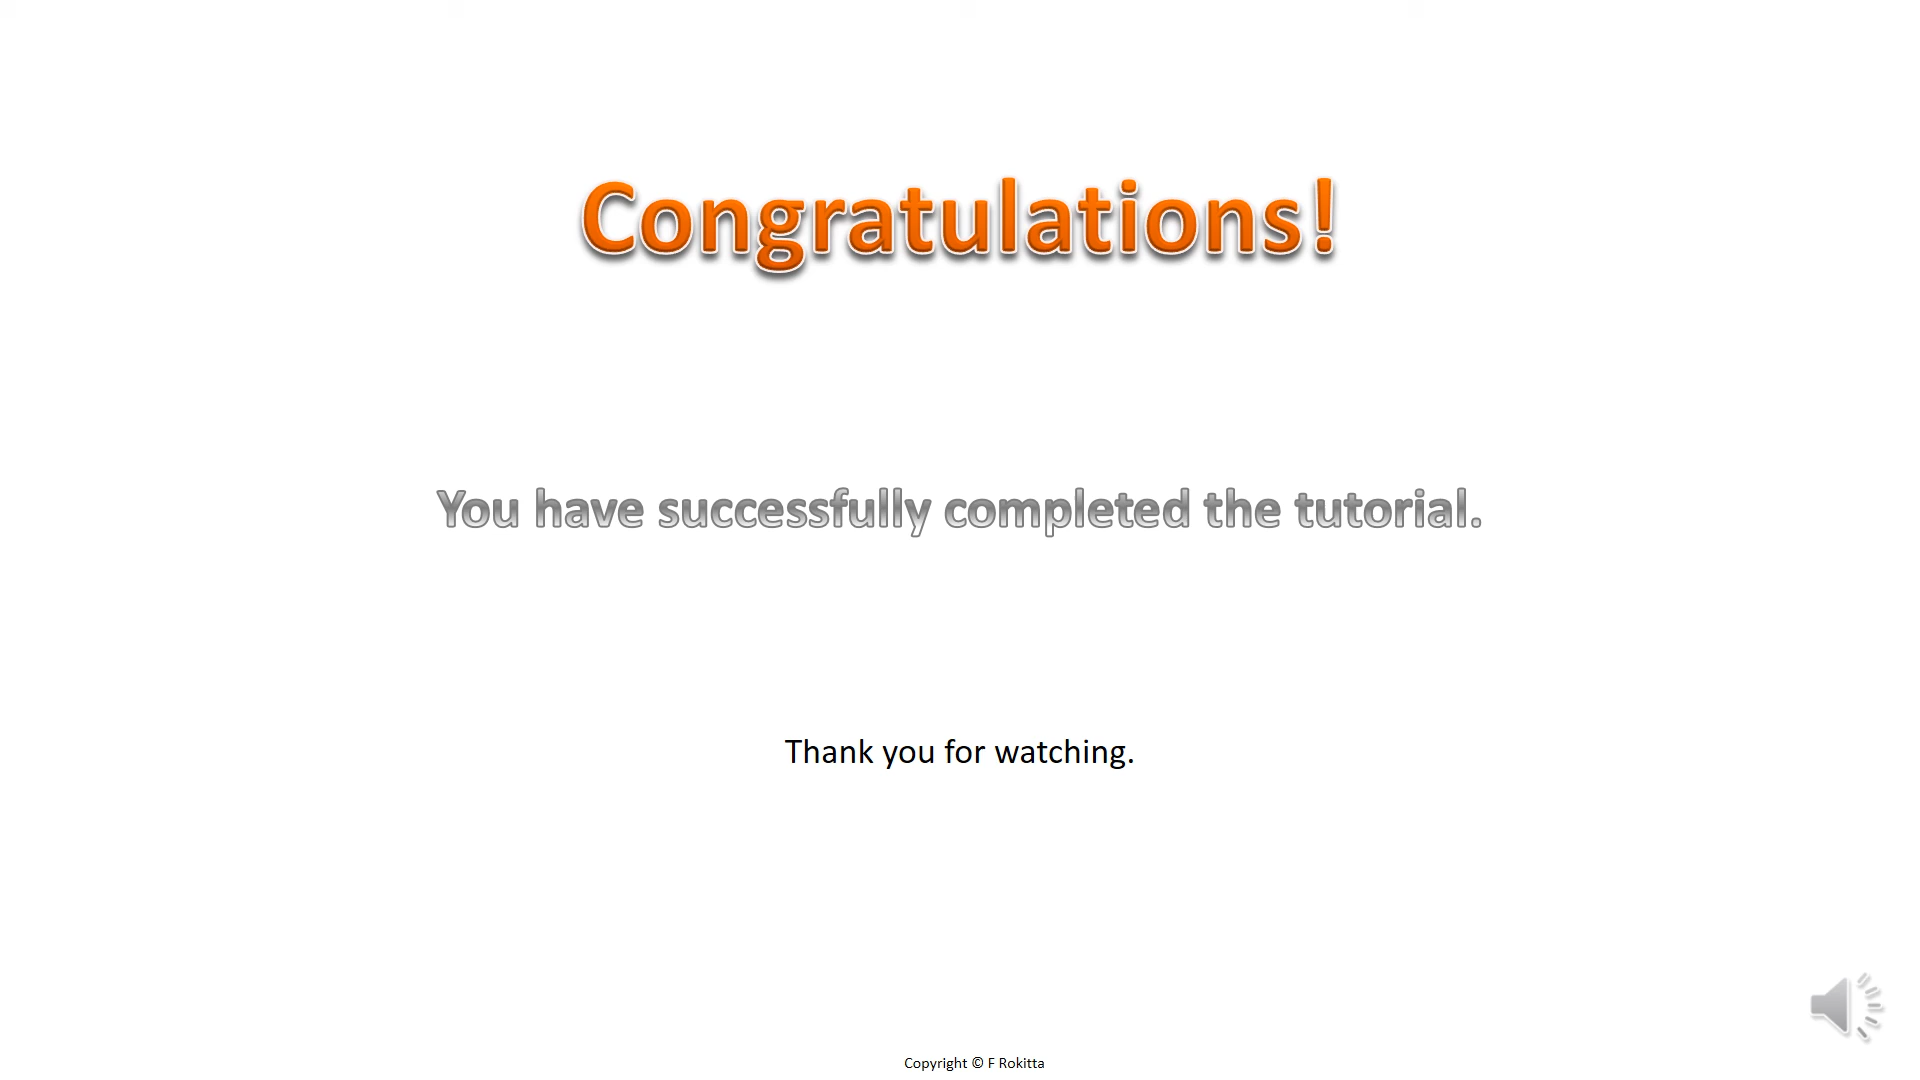 Congratulations!
You have successfully completed the tutorial.
Thank you for watching.
Copyright © F Rokitta